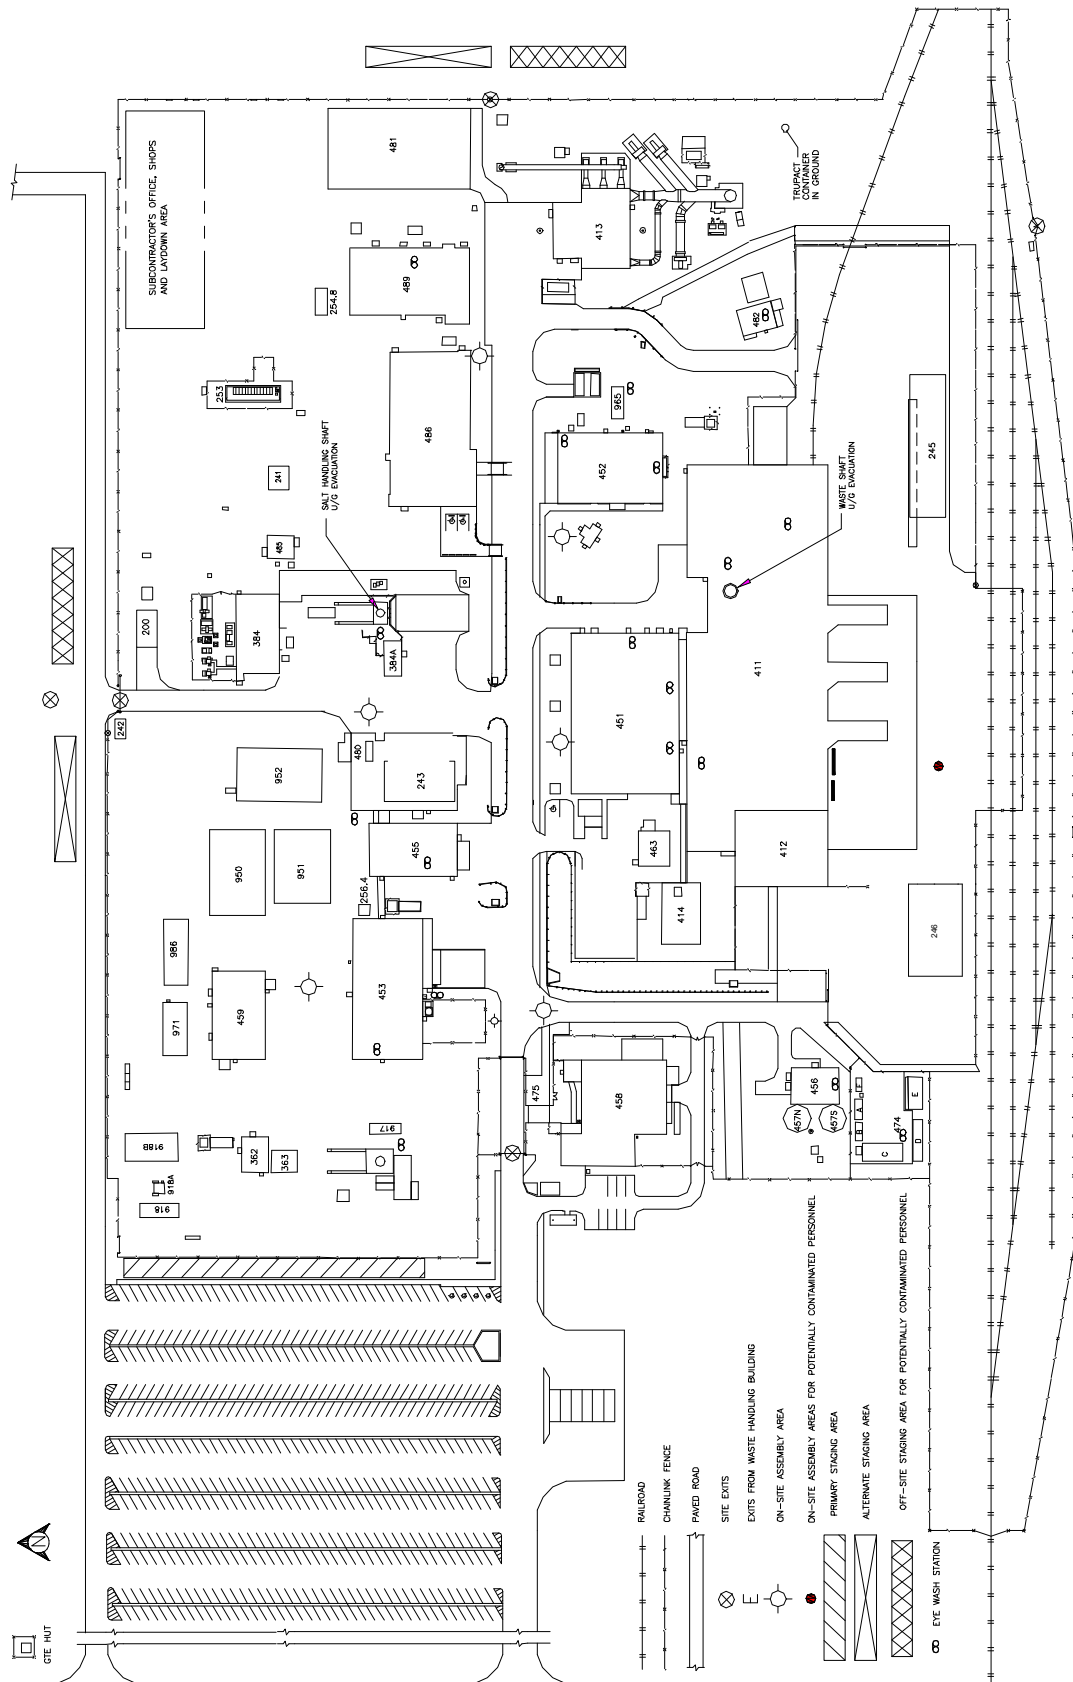 SUBCONTRACTOR'S OFFICE, SHOPS
AND LAYDOWN AREA
481
413
TRUPACT
CONTAINER
IN GROUND
489
254.8
482
253
486
965
241
452
245
SALT HANDLING SHAFT
U/G EVACUATION
WASTE SHAFT
U/G EVACUATION
485
200
384
384A
411
451
242
480
952
243
455
463
412
950
951
256.4
414
246
986
453
971
459
475
458
456
457N
457S
474
A
B
C
D
E
F
917
918B
362
363
918A
918
RAILROAD
CHAINLINK FENCE
PAVED ROAD
SITE EXITS
E
EXITS FROM WASTE HANDLING BUILDING
ON-SITE ASSEMBLY AREA
ON-SITE ASSEMBLY AREAS FOR POTENTIALLY CONTAMINATED PERSONNEL
PRIMARY STAGING AREA
ALTERNATE STAGING AREA
OFF-SITE STAGING AREA FOR POTENTIALLY CONTAMINATED PERSONNEL
EYE WASH STATION
N
GTE HUT